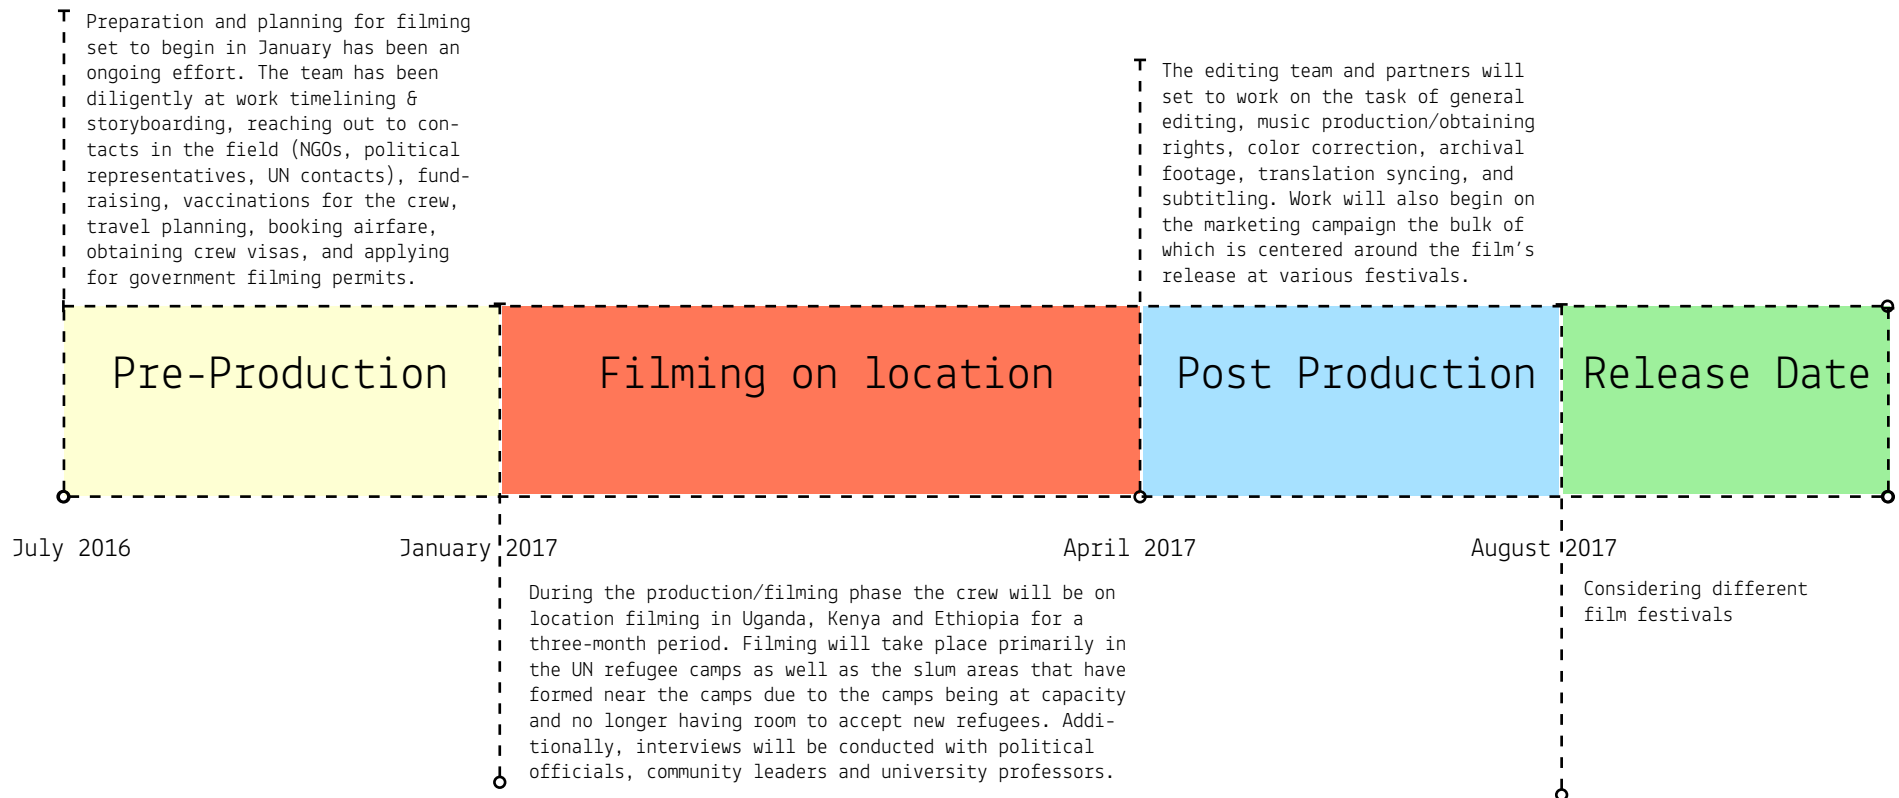 Preparation and planning for filming
set to begin in January has been an
ongoing effort. The team has been
diligently at work timelining &
storyboarding, reaching out to con-
tacts in the field (NGOs, political
representatives, UN contacts), fund-
raising, vaccinations for the crew,
travel planning, booking airfare,
obtaining crew visas, and applying
for government filming permits.
The editing team and partners will
set to work on the task of general
editing, music production/obtaining
rights, color correction, archival
footage, translation syncing, and
subtitling. Work will also begin on
the marketing campaign the bulk of
which is centered around the film's
release at various festivals.
Pre-Production
Filming on location
Post Production
Release Date
July 2016
January 2017
April 2017
August 2017
During the production/filming phase the crew will be on
location filming in Uganda, Kenya and Ethiopia for a
three-month period. Filming will take place primarily in
the UN refugee camps as well as the slum areas that have
formed near the camps due to the camps being at capacity
and no longer having room to accept new refugees. Addi-
tionally, interviews will be conducted with political
officials, community leaders and university professors.
Considering different
film festivals